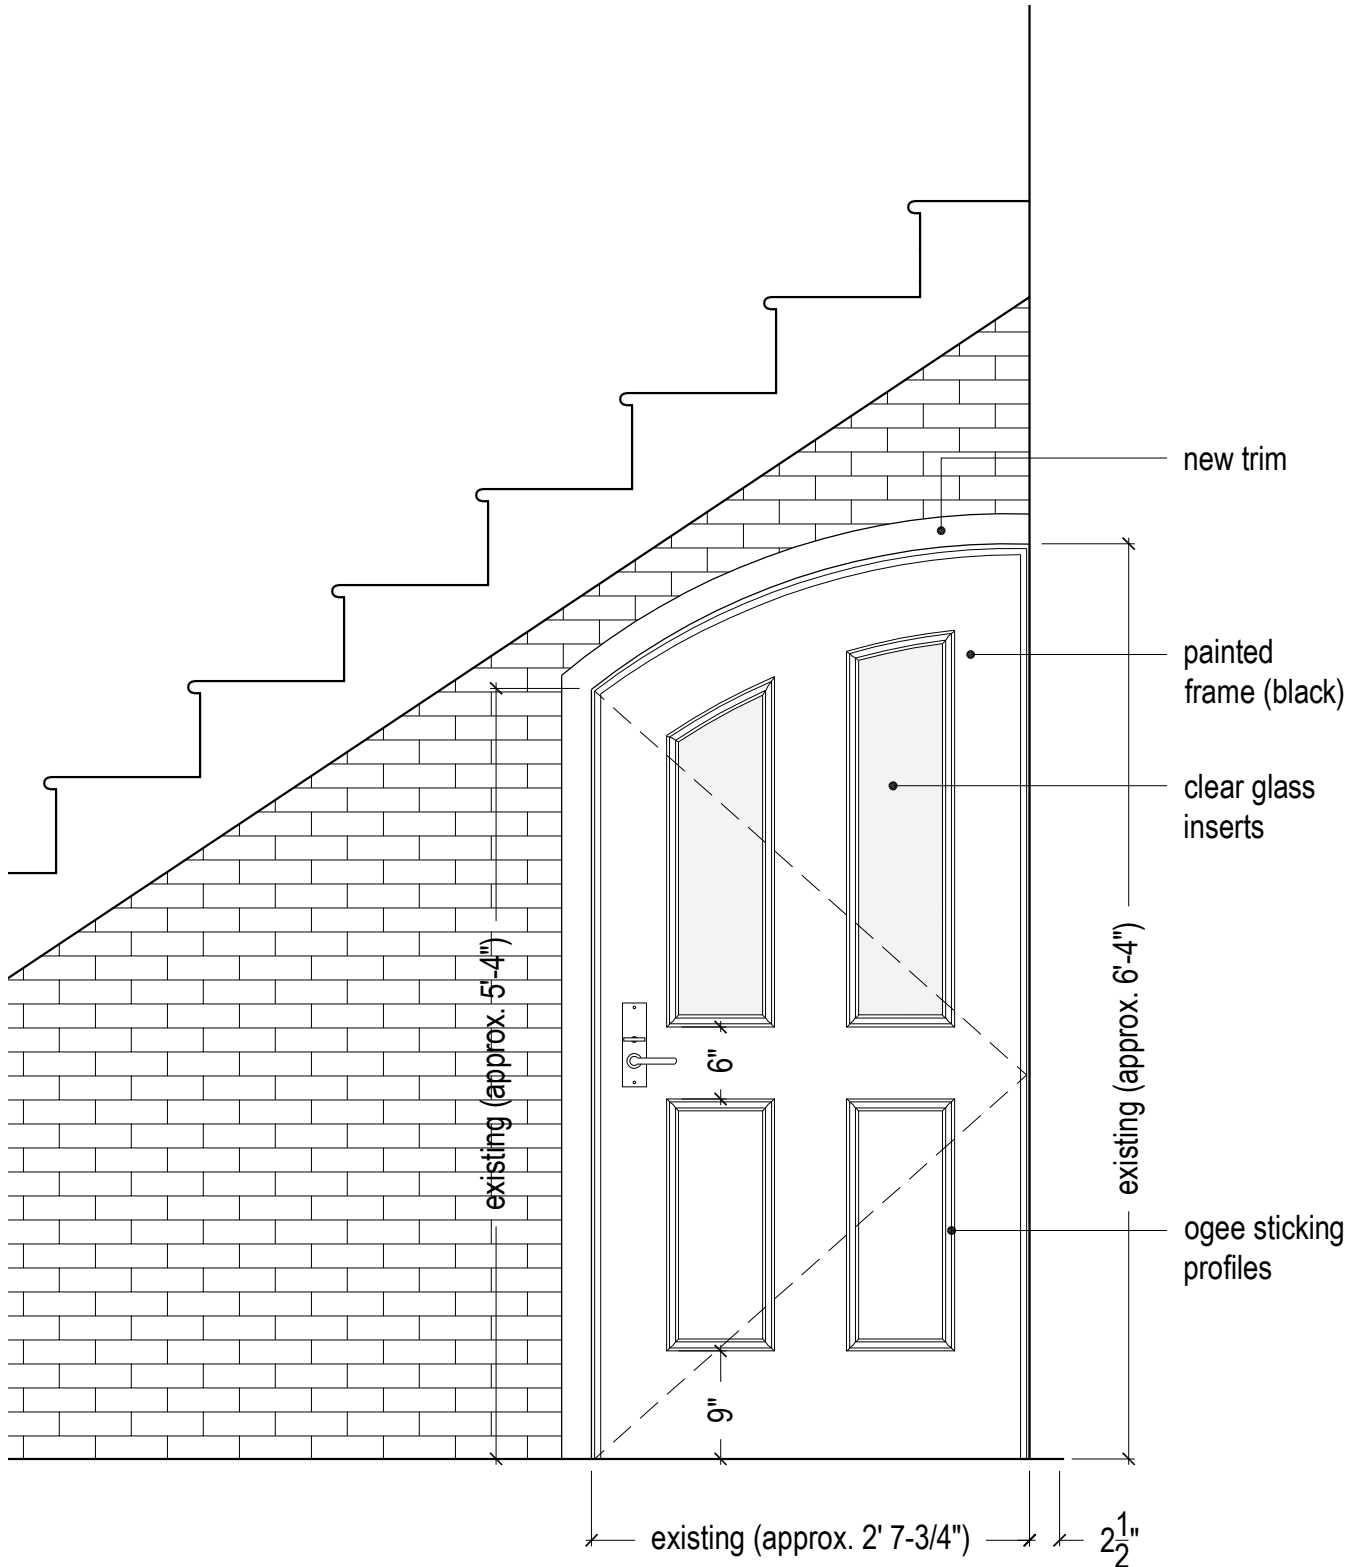 new trim
painted
frame (black)
clear glass
inserts
existing (approx. 5'-4")
6"
existing (approx. 6'-4")
ogee sticking
profiles
9"
existing (approx. 2' 7-3/4")
2 1/2"